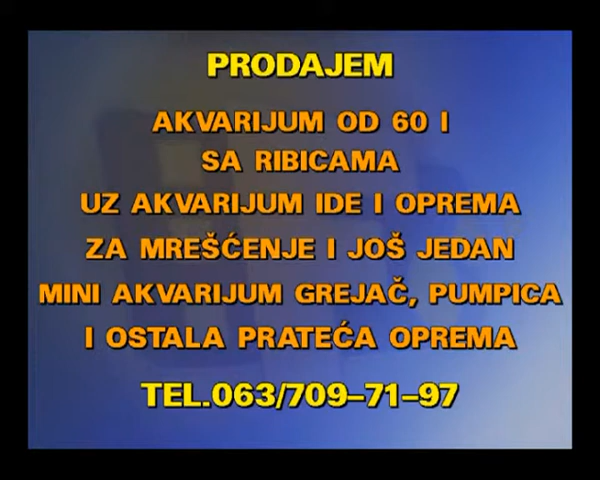 PRODAJEM
AKVARIJUM OD 60 l
SA RIBICAMA
UZ AKVARIJUM IDE I OPREMA
ZA MREŠĆENJE I JOŠ JEDAN
MINI AKVARIJUM GREJAČ, PUMPICA
I OSTALA PRATEĆA OPREMA
TEL.063/709–71–97